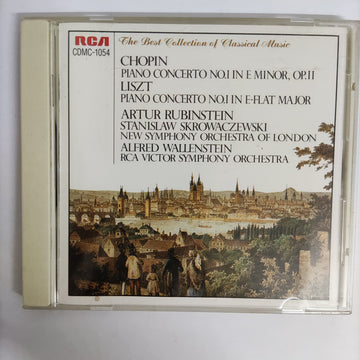 RCA
CDMC-1054
The Best Collection of Classical Music
CHOPIN
PIANO CONCERTO NO.1 IN E MINOR, OP.11
LISZT
PIANO CONCERTO NO.1 IN E-FLAT MAJOR
ARTUR RUBINSTEIN
STANISLAW SKROWACZEWSKI
NEW SYMPHONY ORCHESTRA OF LONDON
ALFRED WALLENSTEIN
RCA VICTOR SYMPHONY ORCHESTRA